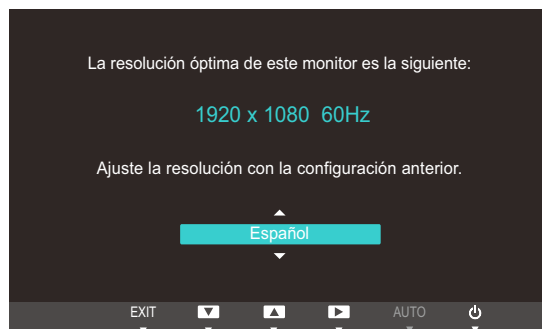 La resolución óptima de este monitor es la siguiente:
1920 x 1080 60Hz
Ajuste la resolución con la configuración anterior.
Español
EXIT AUTO